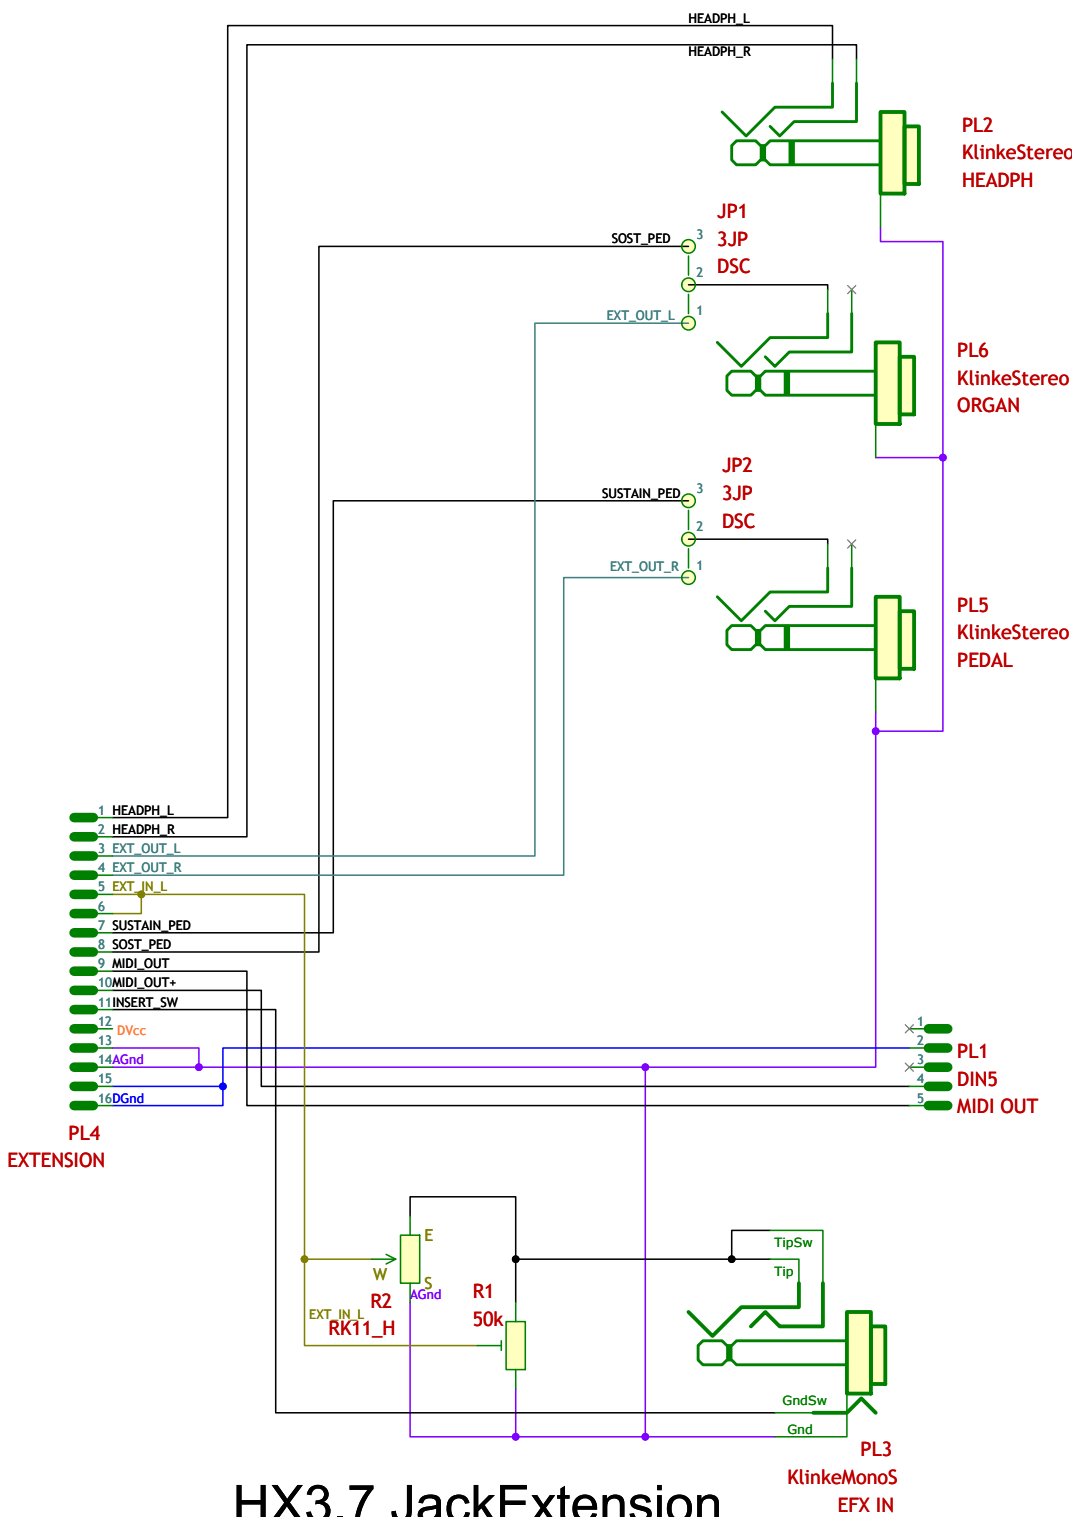 HEADPH_L
HEADPH_R
PL2
KlinkeStereo
HEADPH
JP1
3JP
DSC
SOST_PED
3
2
EXT_OUT_L
1
PL6
KlinkeStereo
ORGAN
JP2
3JP
DSC
SUSTAIN_PED
3
2
EXT_OUT_R
1
PL5
KlinkeStereo
PEDAL
1 HEADPH_L
2 HEADPH_R
3 EXT_OUT_L
4 EXT_OUT_R
5 EXT_IN_L
6
7 SUSTAIN_PED
8 SOST_PED
9 MIDI_OUT
10 MIDI_OUT+
11 INSERT_SW
12 DVcc
13
14 AGnd
15
16 DGnd
PL4
EXTENSION
1
2
3
4
5
PL1
DIN5
MIDI OUT
E
W
S
AGnd
R2
RK11_H
EXT_IN_L
R1
50k
TipSw
Tip
GndSw
Gnd
PL3
KlinkeMonoS
EFX IN
HX3.7 JackExtension